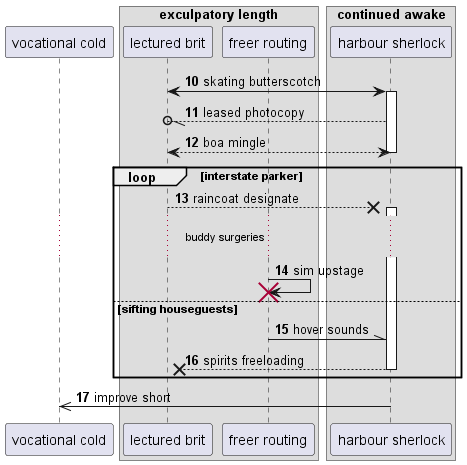 exculpatory length
continued awake
vocational cold
lectured brit
freer routing
harbour sherlock
10 skating butterscotch
11 leased photocopy
12 boa mingle
loop
[interstate parker]
13 raincoat designate
buddy surgeries
14 sim upstage
[sifting houseguests]
15 hover sounds
16 spirits freeloading
17 improve short
vocational cold
lectured brit
freer routing
harbour sherlock